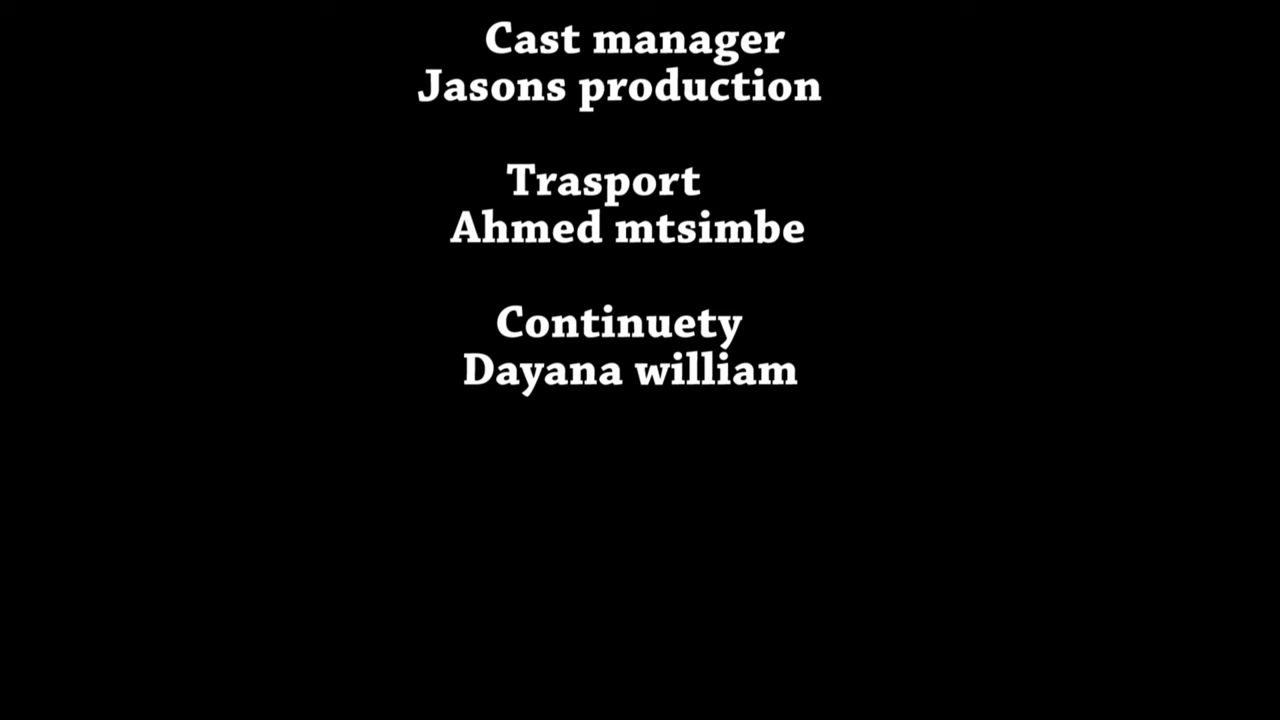 Cast manager
Jasons production
Trasport
Ahmed mtsimbe
Continuety
Dayana william